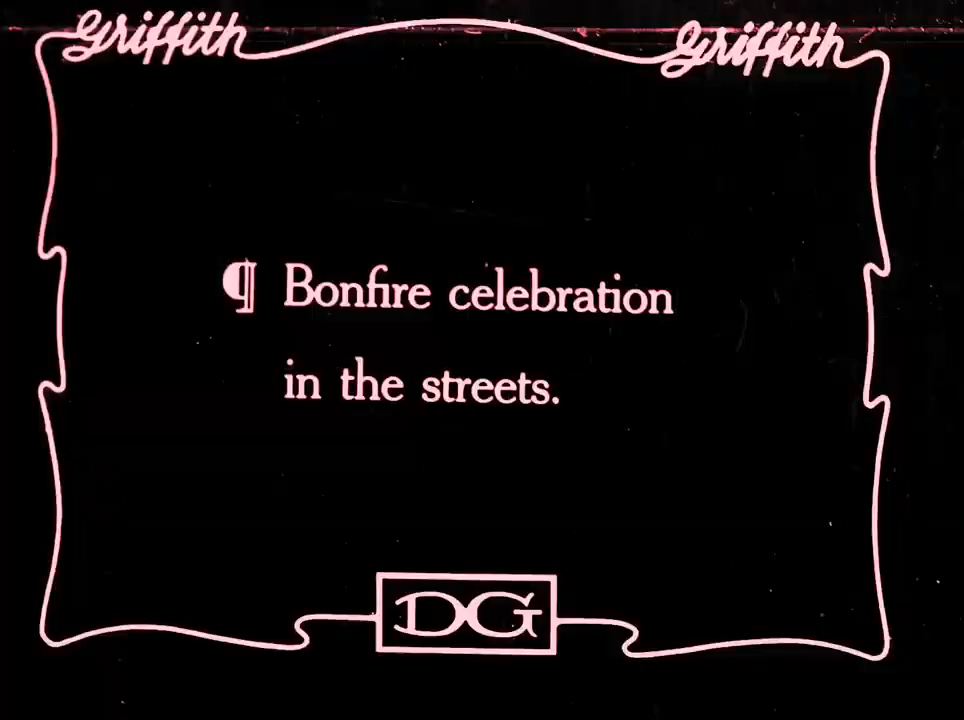 Griffith Griffith
¶ Bonfire celebration
in the streets.
DG